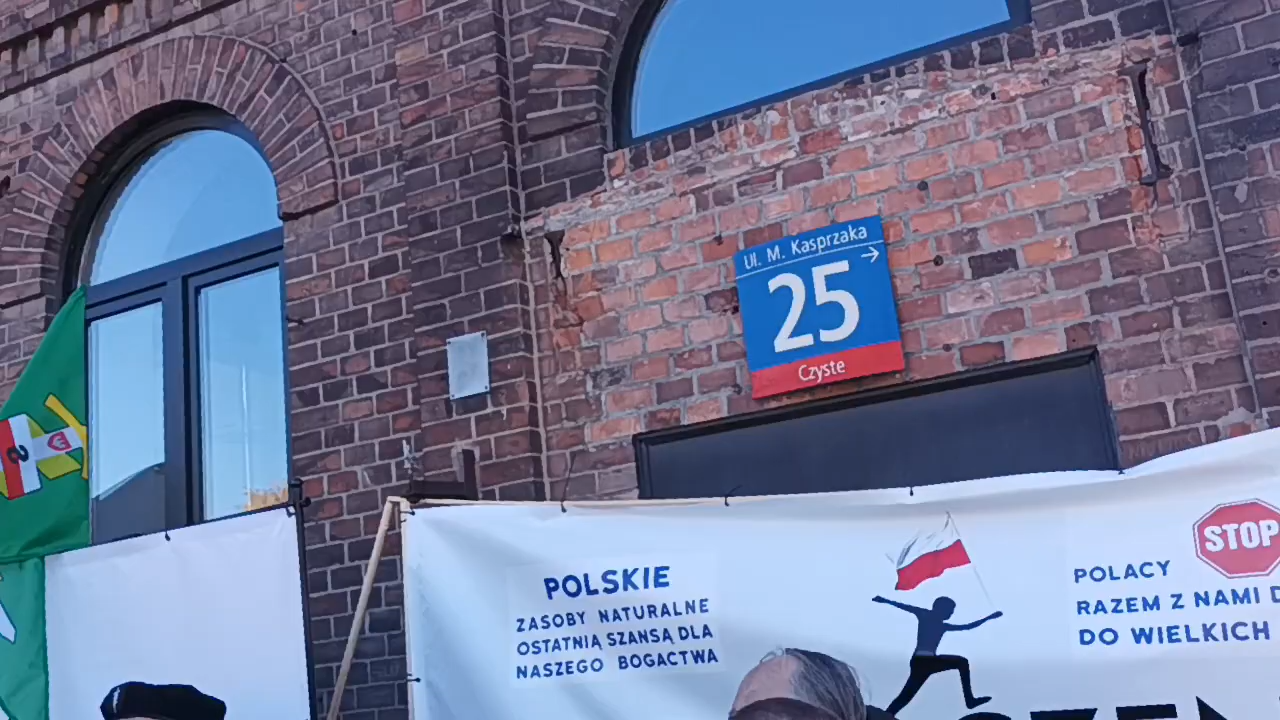 Ul. M. Kasprzaka
25
Czyste
POLSKIE
ZASOBY NATURALNE
OSTATNIĄ SZANSĄ DLA
NASZEGO BOGACTWA
STOP
POLACY
RAZEM Z NAMI
DO WIELKICH